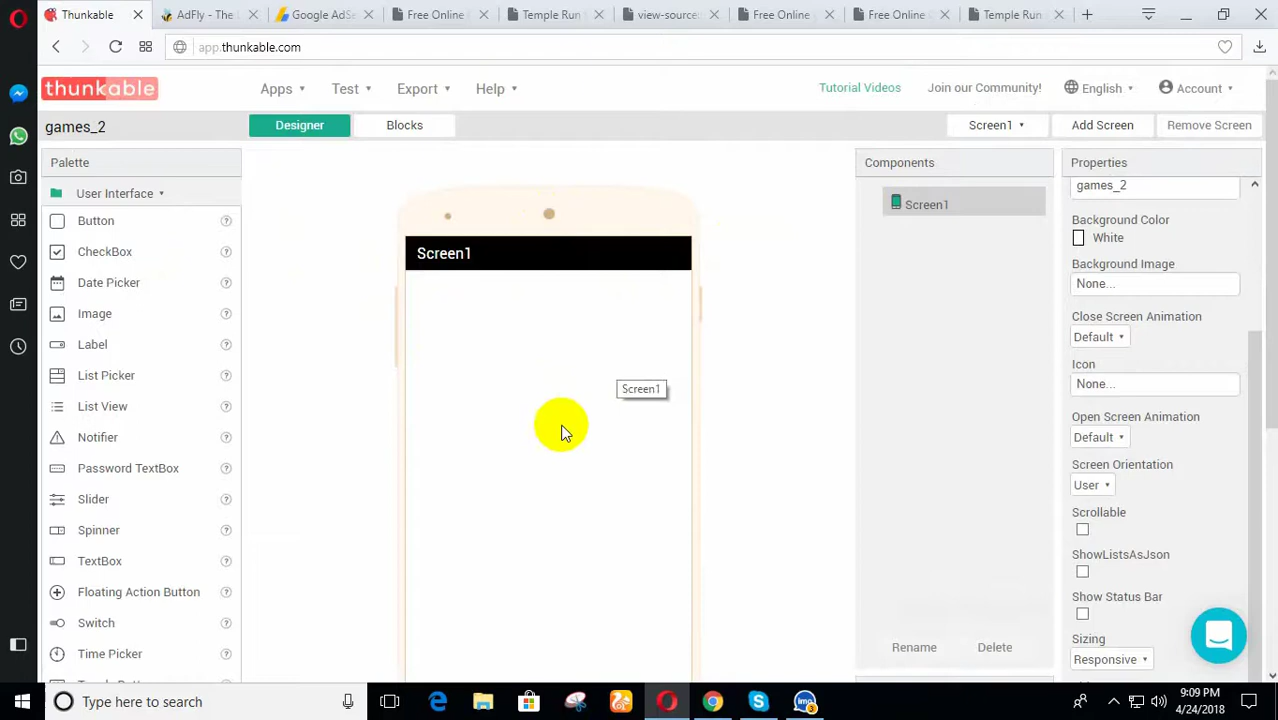 Thunkable
AdFly - The L
Google AdSe
Free Online
Temple Run
view-source:
Free Online
Free Online G
Temple Run
app.thunkable.com
thunkable
Apps
Test
Export
Help
Tutorial Videos
Join our Community!
English
Account
games_2
Designer
Blocks
Screen1
Add Screen
Remove Screen
Palette
User Interface
Button
CheckBox
Date Picker
Image
Label
List Picker
List View
Notifier
Password TextBox
Slider
Spinner
TextBox
Floating Action Button
Switch
Time Picker
Screen1
Screen1
Components
Screen1
Rename
Delete
Properties
games_2
Background Color
White
Background Image
None...
Close Screen Animation
Default
Icon
None...
Open Screen Animation
Default
Screen Orientation
User
Scrollable
ShowListsAsJson
Show Status Bar
Sizing
Responsive
Type here to search
9:09 PM
4/24/2018